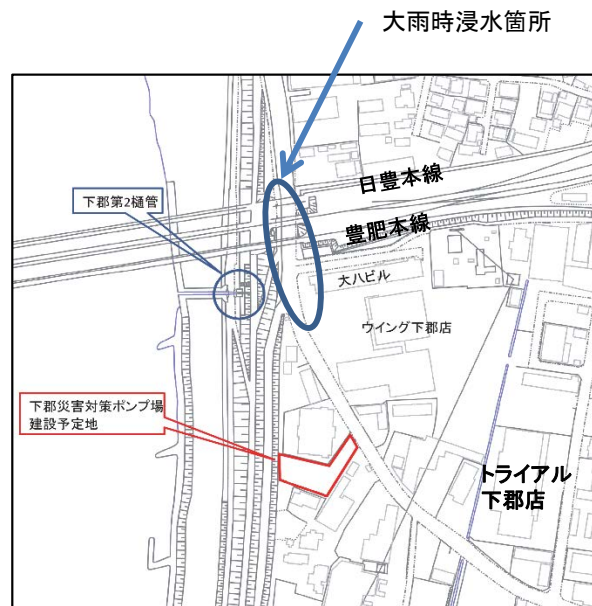 大雨時浸水箇所
日豊本線
下郡第2樋管
豊肥本線
大八ビル
ウイング下郡店
下郡災害対策ポンプ場
建設予定地
トライアル
下郡店